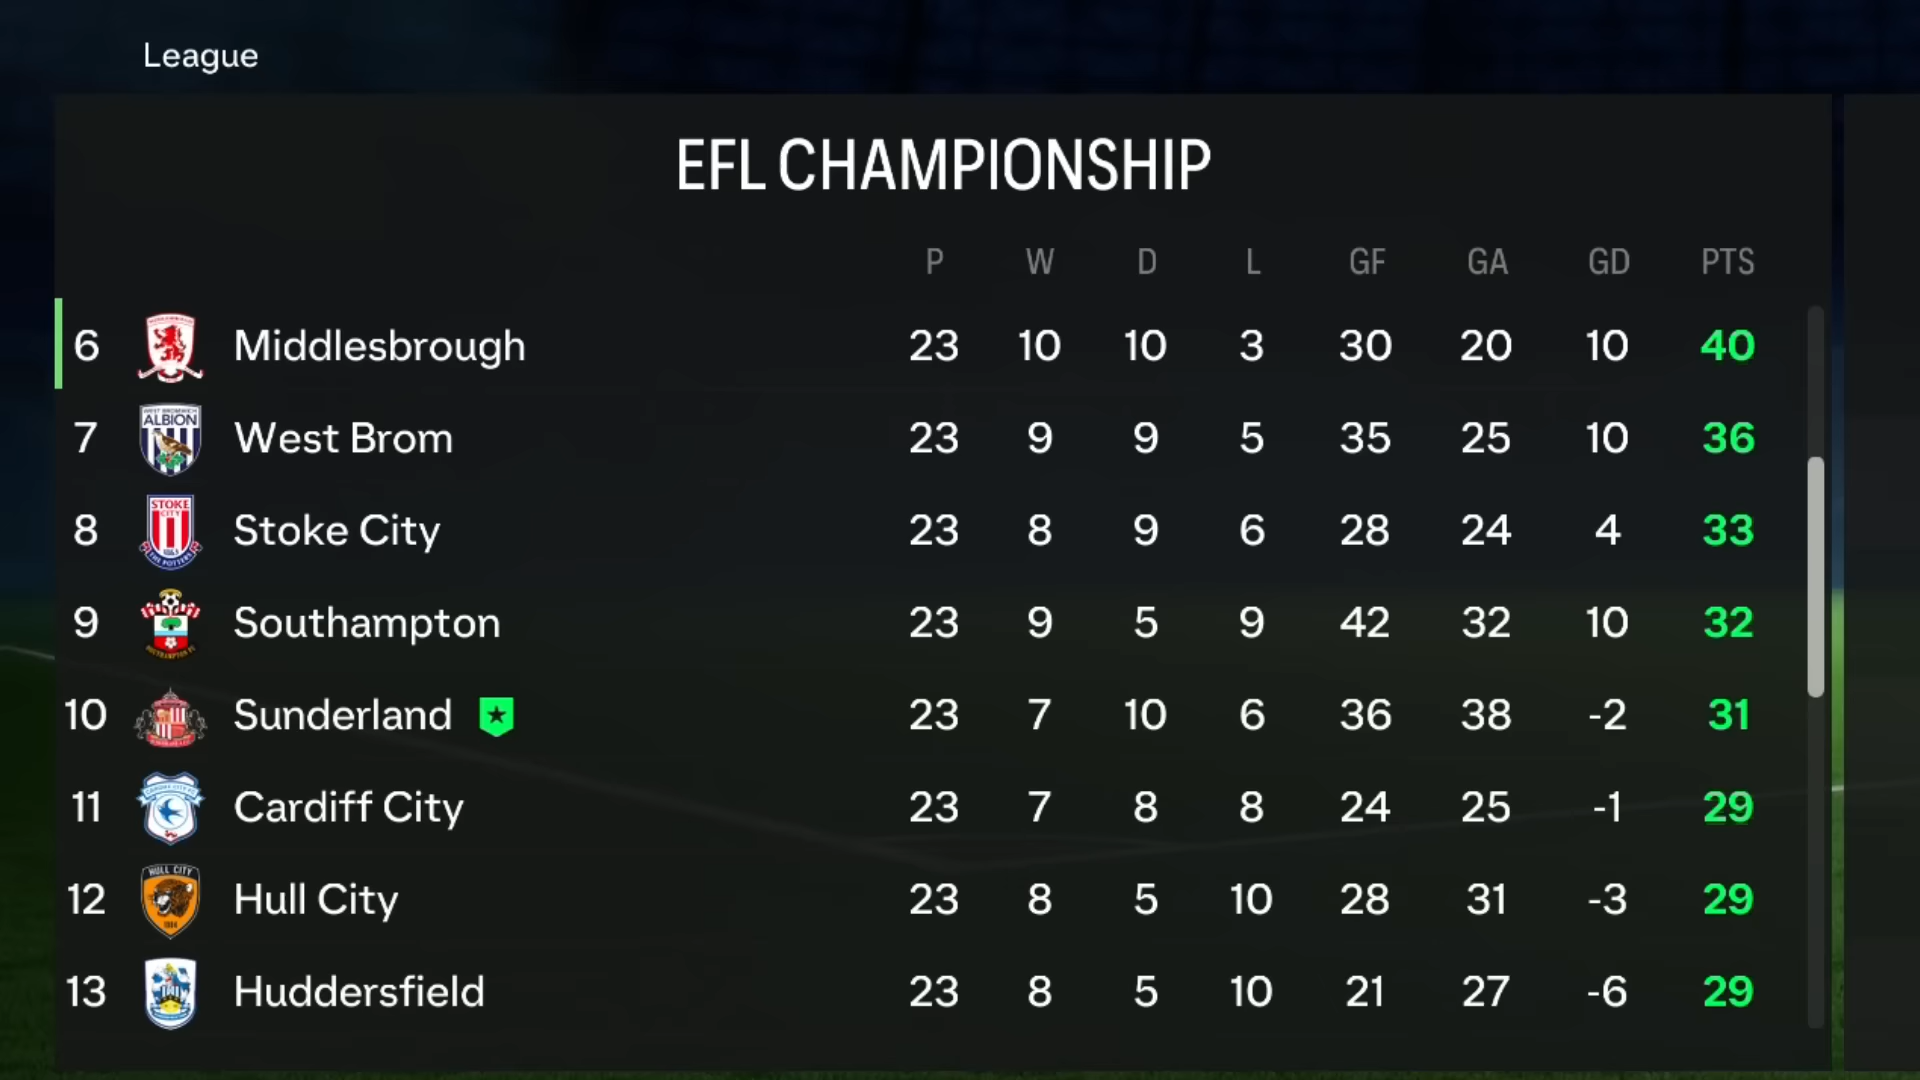 League
EFL CHAMPIONSHIP
P W D L GF GA GD PTS
6 Middlesbrough 23 10 10 3 30 20 10 40
7 West Brom 23 9 9 5 35 25 10 36
8 Stoke City 23 8 9 6 28 24 4 33
9 Southampton 23 9 5 9 42 32 10 32
10 Sunderland 23 7 10 6 36 38 -2 31
11 Cardiff City 23 7 8 8 24 25 -1 29
12 Hull City 23 8 5 10 28 31 -3 29
13 Huddersfield 23 8 5 10 21 27 -6 29